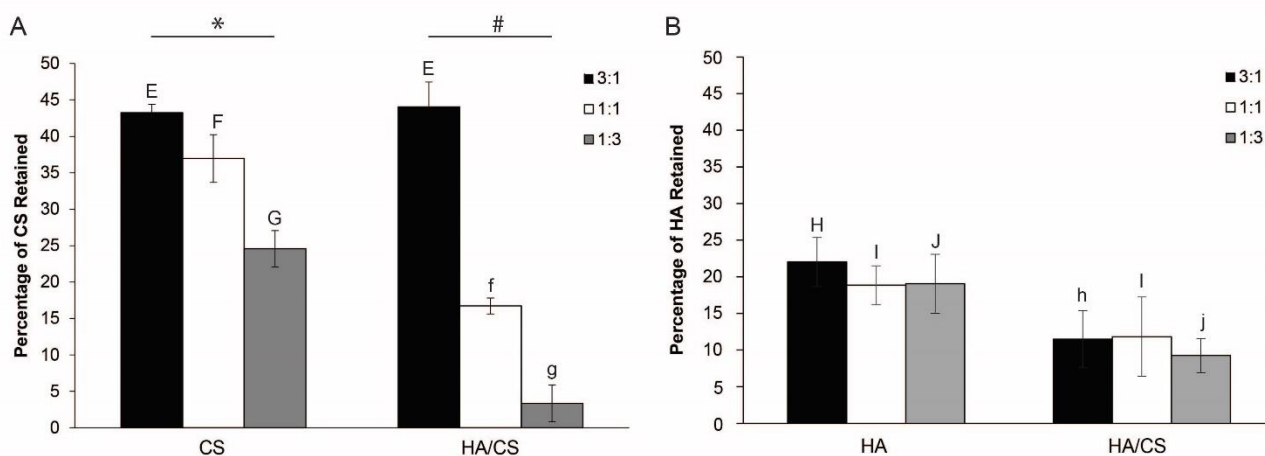 A
*
#
50
45
40
35
30
25
20
15
10
5
0
Percentage of CS Retained
E
F
G
E
f
g
3:1
1:1
1:3
CS
HA/CS
B
50
45
40
35
30
25
20
15
10
5
0
Percentage of HA Retained
H
I
J
h
I
j
3:1
1:1
1:3
HA
HA/CS